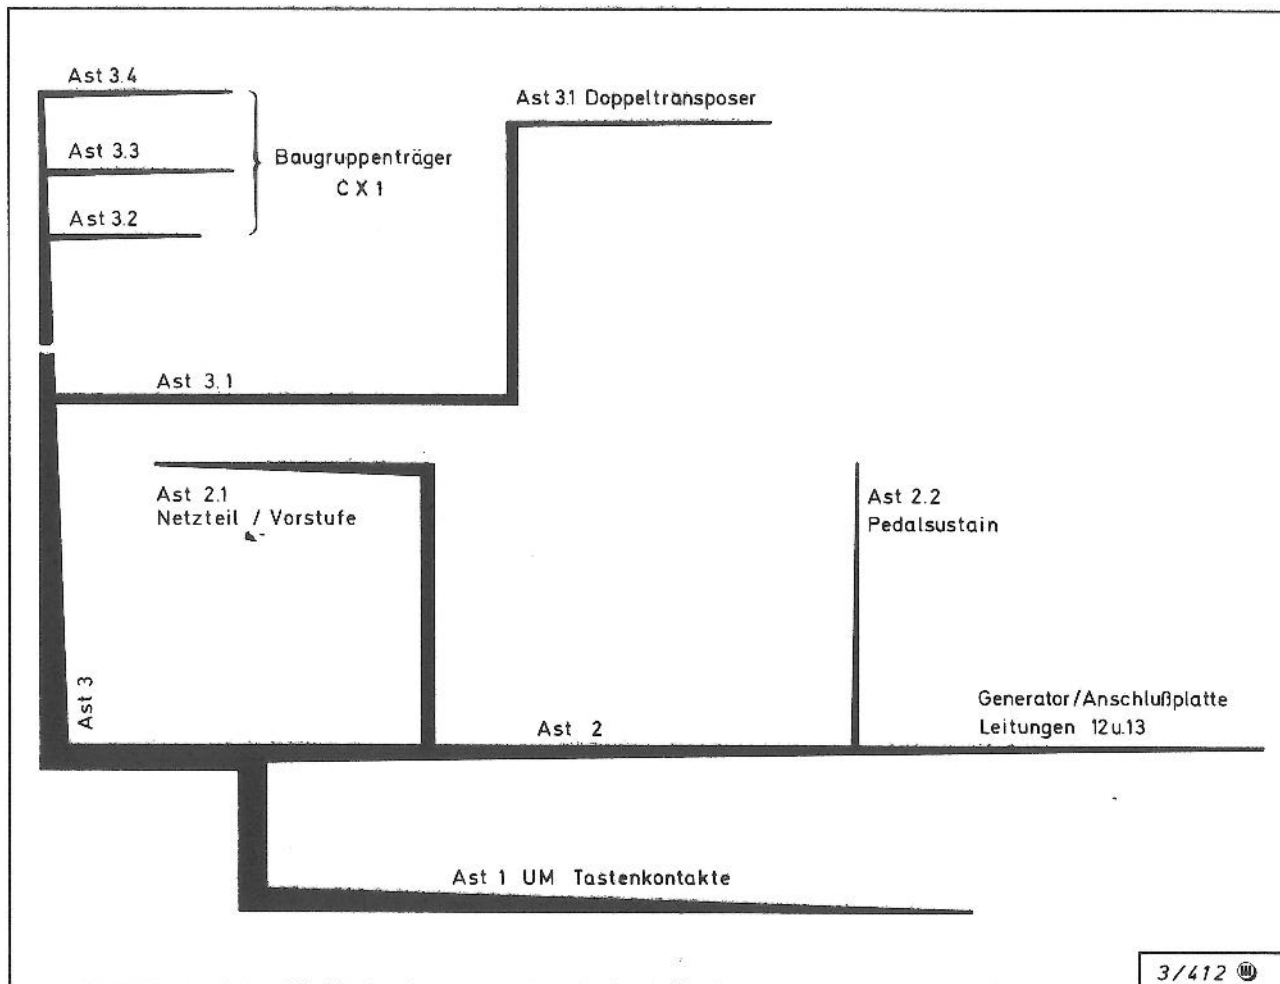 Ast 3.4
Ast 3.3
Ast 3.2
Baugruppenträger
CX1
Ast 3.1 Doppeltransposer
Ast 3.1
Ast 2.1
Netzteil / Vorstufe
Ast 2.2
Pedalsustain
Ast 3
Ast 2
Generator/Anschlußplatte
Leitungen 12u.13
Ast 1 UM Tastenkontakte
3/412